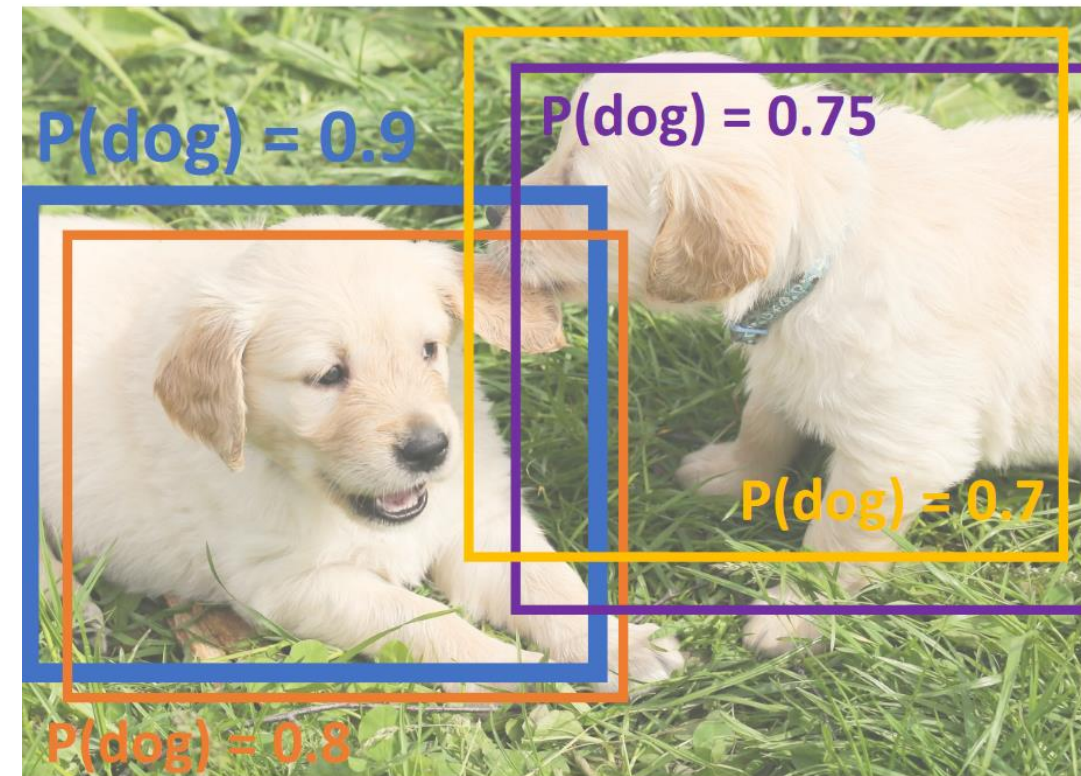 P(dog) = 0.9
P(dog) = 0.75
P(dog) = 0.7
P(dog) = 0.8